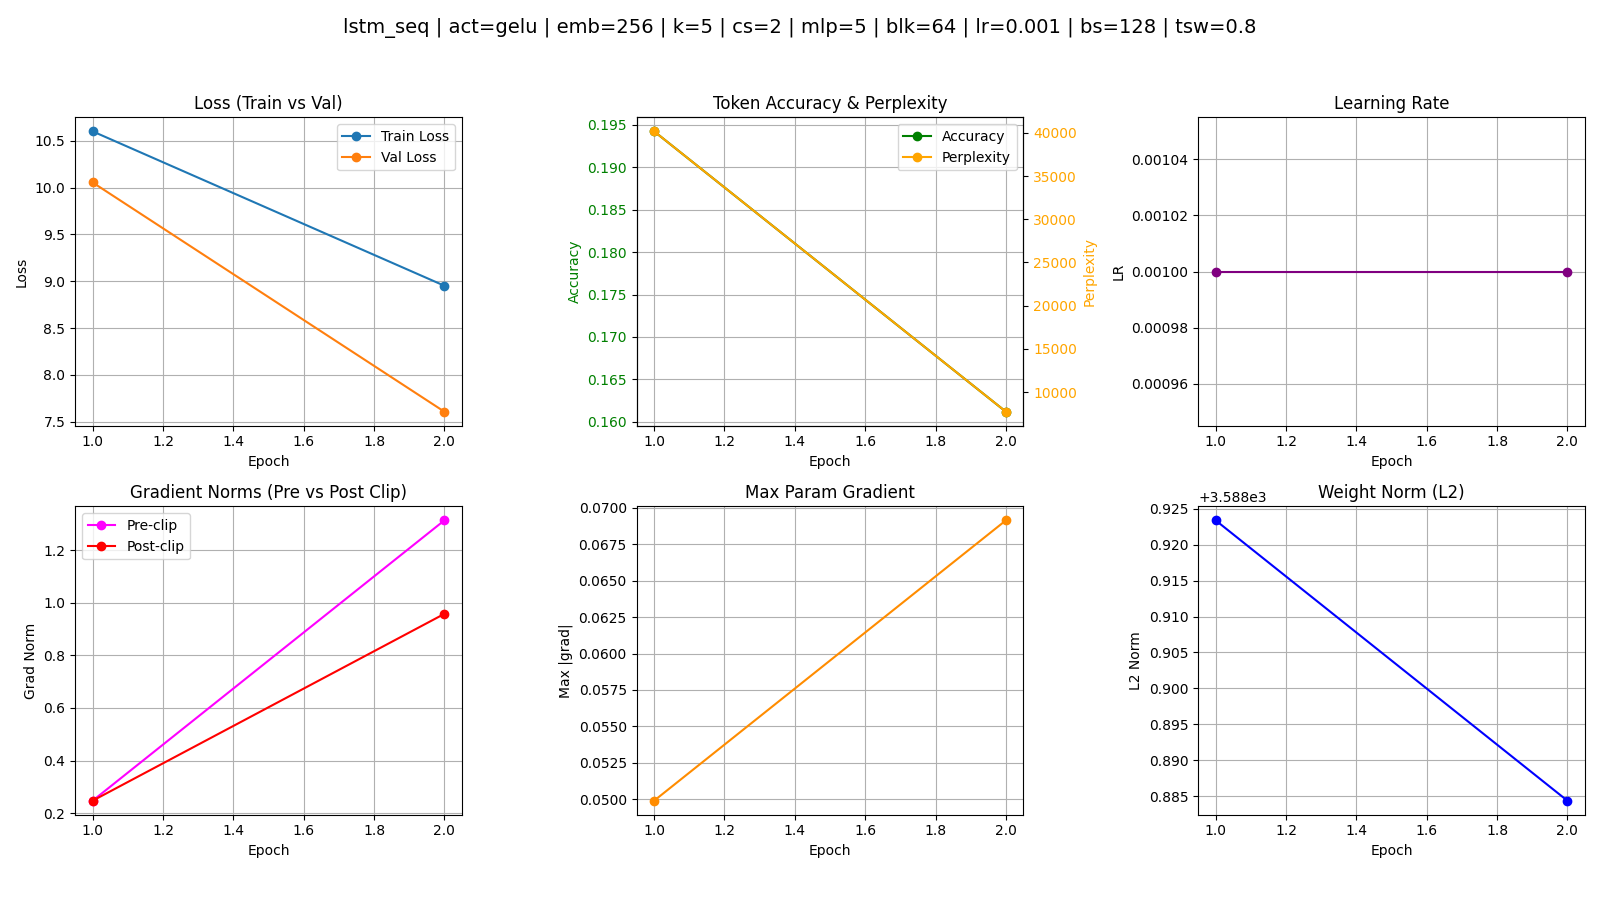 lstm_seq | act=gelu | emb=256 | k=5 | cs=2 | mlp=5 | blk=64 | lr=0.001 | bs=128 | tsw=0.8
Loss (Train vs Val)
Train Loss
Val Loss
10.5
10.0
9.5
9.0
8.5
8.0
7.5
Loss
1.0 1.2 1.4 1.6 1.8 2.0
Epoch
Token Accuracy & Perplexity
Accuracy
Perplexity
0.195
0.190
0.185
0.180
0.175
0.170
0.165
0.160
Accuracy
40000
35000
30000
25000
20000
15000
10000
Perplexity
1.0 1.2 1.4 1.6 1.8 2.0
Epoch
Learning Rate
0.00104
0.00102
0.00100
0.00098
0.00096
LR
1.0 1.2 1.4 1.6 1.8 2.0
Epoch
Gradient Norms (Pre vs Post Clip)
Pre-clip
Post-clip
1.2
1.0
0.8
0.6
0.4
0.2
Grad Norm
1.0 1.2 1.4 1.6 1.8 2.0
Epoch
Max Param Gradient
0.0700
0.0675
0.0650
0.0625
0.0600
0.0575
0.0550
0.0525
0.0500
Max |grad|
1.0 1.2 1.4 1.6 1.8 2.0
Epoch
Weight Norm (L2)
+3.588e3
0.925
0.920
0.915
0.910
0.905
0.900
0.895
0.890
0.885
L2 Norm
1.0 1.2 1.4 1.6 1.8 2.0
Epoch